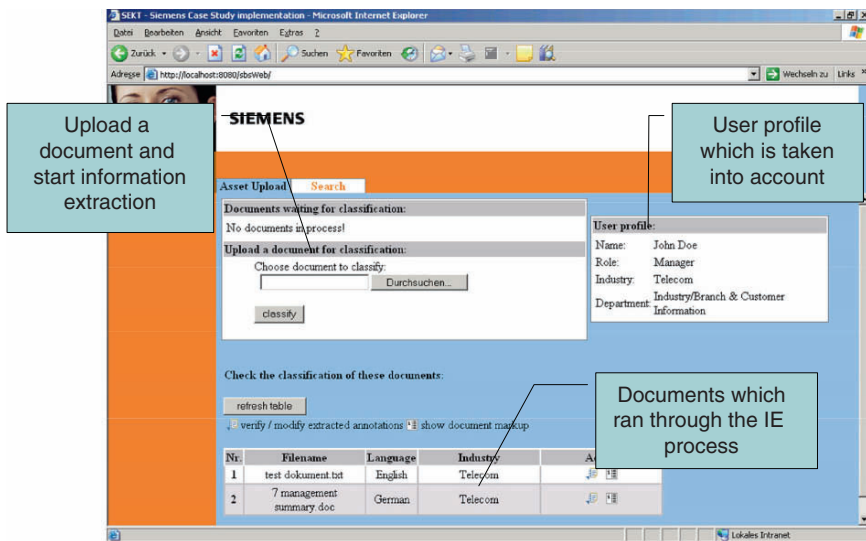 SEKT - Siemens Case Study implementation - Microsoft Internet Explorer
Datei Bearbeiten Ansicht Favoriten Extras ?
Zurück Suchen Favoriten
Adresse http://localhost:8080/sbsWeb/ Wechseln zu Links
SIEMENS
Upload a
document and
start information
extraction
User profile
which is taken
into account
Asset Upload Search
Documents waiting for classification:
No documents in process!
Upload a document for classification:
Choose document to classify:
Durchsuchen...
classify
User profile:
Name: John Doe
Role: Manager
Industry: Telecom
Department: Industry/Branch & Customer
Information
Check the classification of these documents:
refresh table
verify / modify extracted annotations show document markup
Documents which
ran through the IE
process
Nr. Filename Language Industry
1 test dokument.txt English Telecom
2 7 management
summary.doc German Telecom
Lokales Intranet